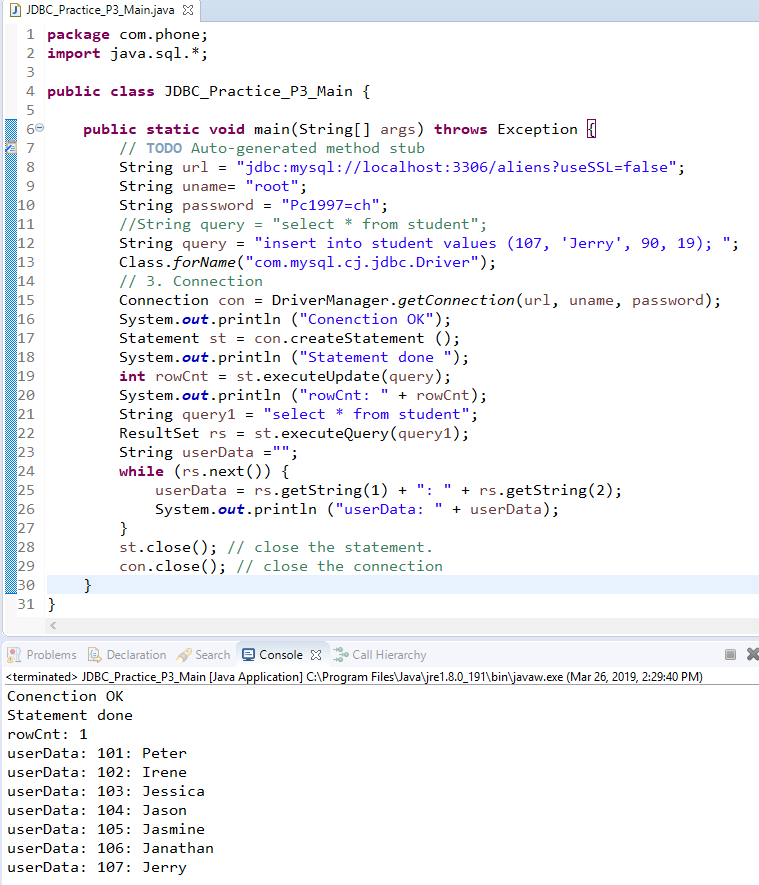 JDBC_Practice_P3_Main.java
1 package com.phone;
2 import java.sql.*;
3
4 public class JDBC_Practice_P3_Main {
5
6 public static void main(String[] args) throws Exception {
7 // TODO Auto-generated method stub
8 String url = "jdbc:mysql://localhost:3306/aliens?useSSL=false";
9 String uname= "root";
10 String password = "Pc1997=ch";
11 //String query = "select * from student";
12 String query = "insert into student values (107, 'Jerry', 90, 19); ";
13 Class.forName("com.mysql.cj.jdbc.Driver");
14 // 3. Connection
15 Connection con = DriverManager.getConnection(url, uname, password);
16 System.out.println ("Conenction OK");
17 Statement st = con.createStatement ();
18 System.out.println ("Statement done ");
19 int rowCnt = st.executeUpdate(query);
20 System.out.println ("rowCnt: " + rowCnt);
21 String query1 = "select * from student";
22 ResultSet rs = st.executeQuery(query1);
23 String userData ="";
24 while (rs.next()) {
25 userData = rs.getString(1) + ": " + rs.getString(2);
26 System.out.println ("userData: " + userData);
27 }
28 st.close(); // close the statement.
29 con.close(); // close the connection
30 }
31 }
Problems Declaration Search Console Call Hierarchy
<terminated> JDBC_Practice_P3_Main [Java Application] C:\Program Files\Java\jre1.8.0_191\bin\javaw.exe (Mar 26, 2019, 2:29:40 PM)
Conenction OK
Statement done
rowCnt: 1
userData: 101: Peter
userData: 102: Irene
userData: 103: Jessica
userData: 104: Jason
userData: 105: Jasmine
userData: 106: Janathan
userData: 107: Jerry